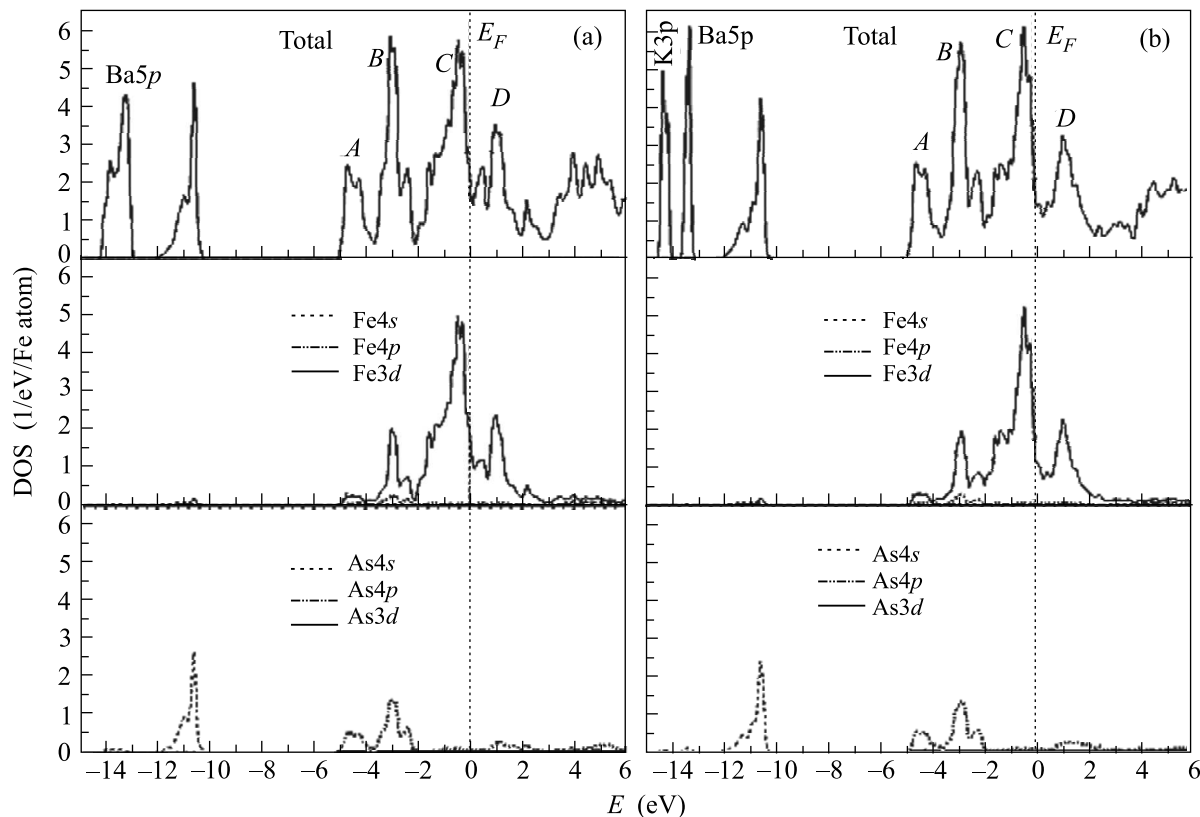 6 Total B C E_F (a)
5 Ba5p
4 D
3 A
2
1
0
6
5 Fe4s
4 Fe4p
3 Fe3d
2
1
0
6
5 As4s
4 As4p
3 As3d
2
1
0
–14 –12 –10 –8 –6 –4 –2 0 2 4 6
DOS (1/eV/Fe atom)
K3p Ba5p Total B C E_F (b)
A D
Fe4s
Fe4p
Fe3d
As4s
As4p
As3d
–14 –12 –10 –8 –6 –4 –2 0 2 4 6
E (eV)